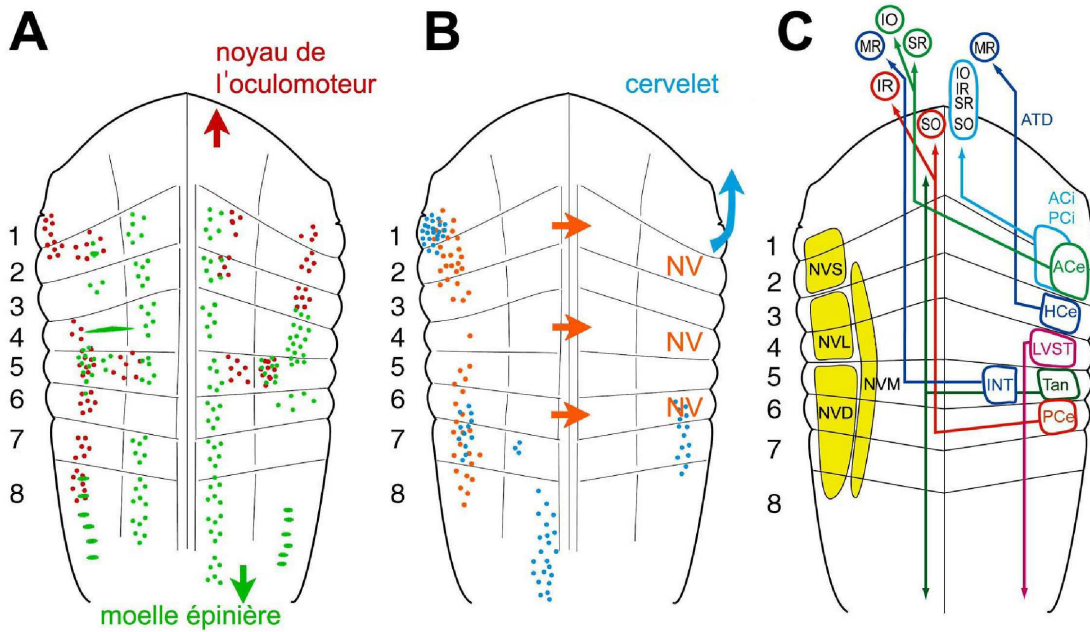 A
noyau de
l'oculomoteur
1
2
3
4
5
6
7
8
moelle épinière
B
cervelet
1
2
3
4
5
6
7
8
NV
NV
NV
C
IO
MR
SR
IR
SO
IO
IR
SR
SO
MR
ATD
ACi
PCi
ACe
HCe
LVST
INT
Tan
PCe
1
2
3
4
5
6
7
8
NVS
NVL
NVM
NVD